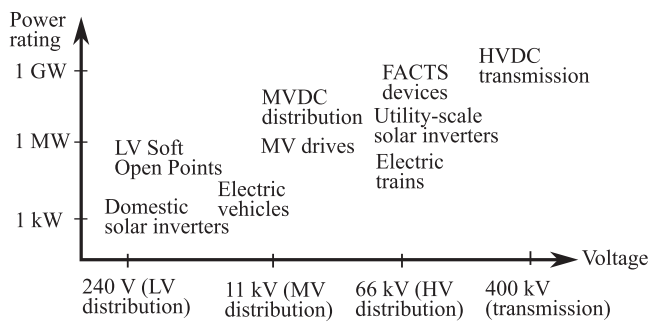 Power
rating
1 GW
1 MW
1 kW
HVDC
transmission
FACTS
devices
MVDC
distribution
Utility-scale
solar inverters
MV drives
LV Soft
Open Points
Electric
trains
Electric
vehicles
Domestic
solar inverters
Voltage
240 V (LV
distribution)
11 kV (MV
distribution)
66 kV (HV
distribution)
400 kV
(transmission)